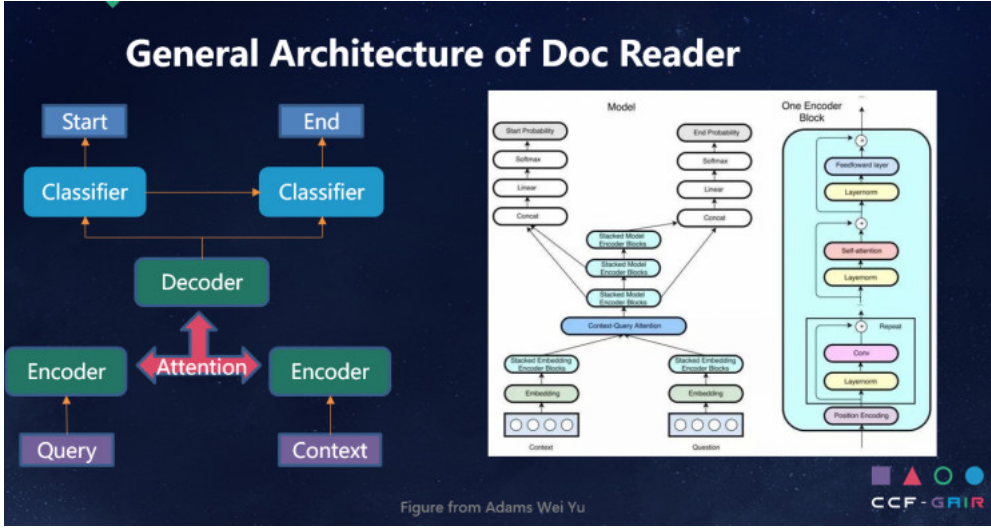 General Architecture of Doc Reader
Start
End
Classifier
Classifier
Decoder
Encoder
Attention
Encoder
Query
Context
Model
Start Probability
End Probability
Softmax
Softmax
Linear
Linear
Concat
Concat
Stacked Model
Encoder Blocks
Stacked Model
Encoder Blocks
Stacked Model
Encoder Blocks
Context-Query Attention
Stacked Embedding
Encoder Blocks
Stacked Embedding
Encoder Blocks
Embedding
Embedding
Context
Question
One Encoder
Block
+
Feedfoward layer
Layernorm
+
Self-attention
Layernorm
+
Repeat
Conv
Layernorm
Position Encoding
Figure from Adams Wei Yu
CCF-GAIR